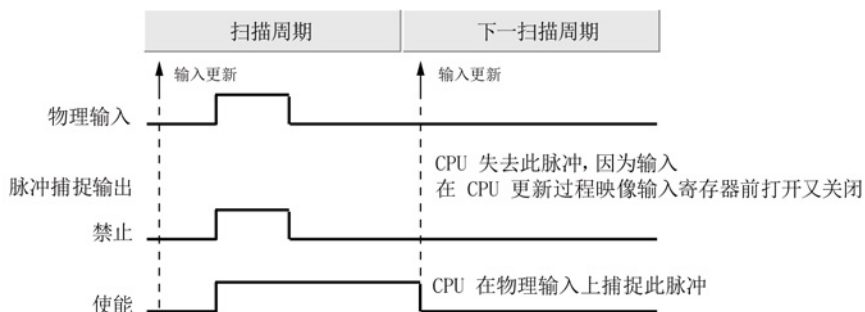 扫描周期
下一扫描周期
输入更新
输入更新
物理输入
脉冲捕捉输出
CPU 失去此脉冲,因为输入
在 CPU 更新过程映像输入寄存器前打开又关闭
禁止
使能
CPU 在物理输入上捕捉此脉冲